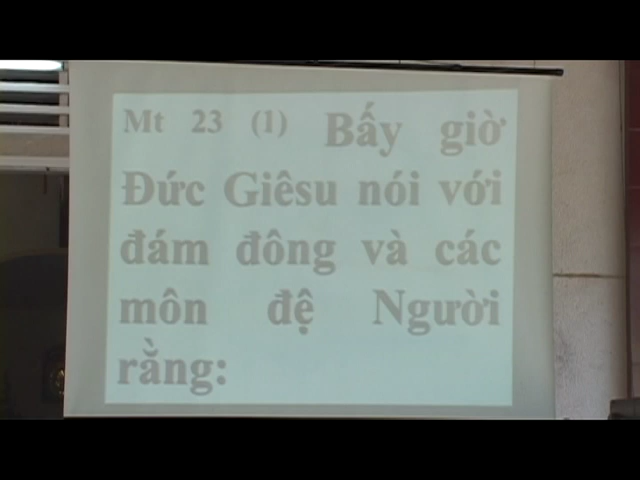 Mt 23 (1) Bấy giờ
Đức Giêsu nói với
đám đông và các
môn đệ Người
rằng: